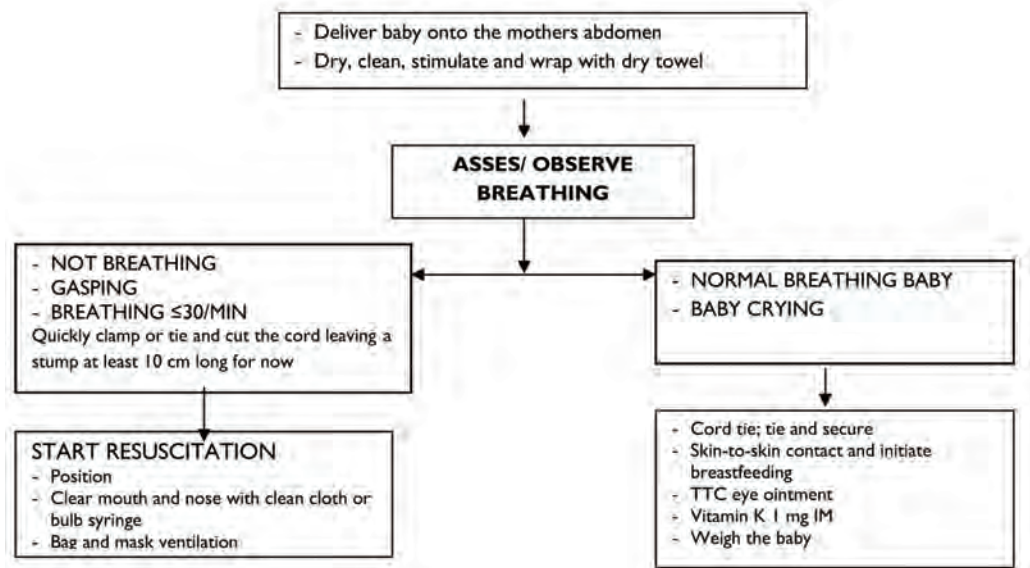 - Deliver baby onto the mothers abdomen
- Dry, clean, stimulate and wrap with dry towel
ASSES/ OBSERVE
BREATHING
- NOT BREATHING
- GASPING
- BREATHING ≤30/MIN
Quickly clamp or tie and cut the cord leaving a
stump at least 10 cm long for now
- NORMAL BREATHING BABY
- BABY CRYING
START RESUSCITATION
- Position
- Clear mouth and nose with clean cloth or
bulb syringe
- Bag and mask ventilation
- Cord tie; tie and secure
- Skin-to-skin contact and initiate
breastfeeding
- TTC eye ointment
- Vitamin K 1 mg IM
- Weigh the baby